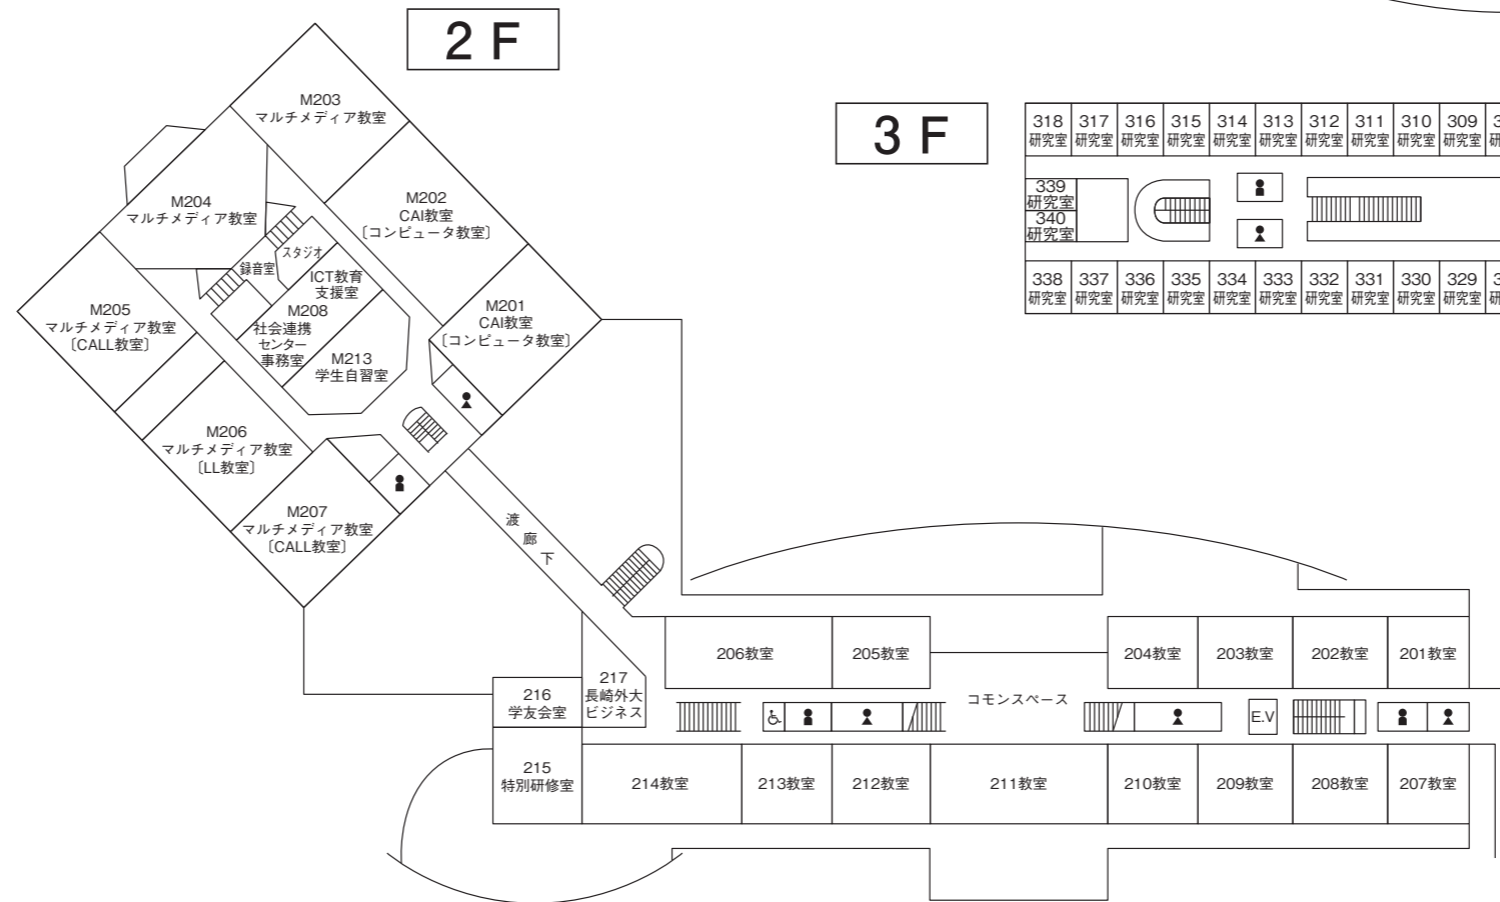 2 F
M203
マルチメディア教室
M204
マルチメディア教室
M202
CAI教室
〔コンピュータ教室〕
スタジオ
録音室
ICT教育
支援室
M208
社会連携
センター
事務室
M213
学生自習室
M201
CAI教室
〔コンピュータ教室〕
M205
マルチメディア教室
〔CALL教室〕
M206
マルチメディア教室
〔LL教室〕
M207
マルチメディア教室
〔CALL教室〕
渡
廊
下
206教室
205教室
204教室
203教室
202教室
201教室
217
長崎外大
ビジネス
216
学友会室
コモンスペース
E.V
215
特別研修室
214教室
213教室
212教室
211教室
210教室
209教室
208教室
207教室
3 F
318
研究室
317
研究室
316
研究室
315
研究室
314
研究室
313
研究室
312
研究室
311
研究室
310
研究室
309
研究室
339
研究室
340
研究室
338
研究室
337
研究室
336
研究室
335
研究室
334
研究室
333
研究室
332
研究室
331
研究室
330
研究室
329
研究室